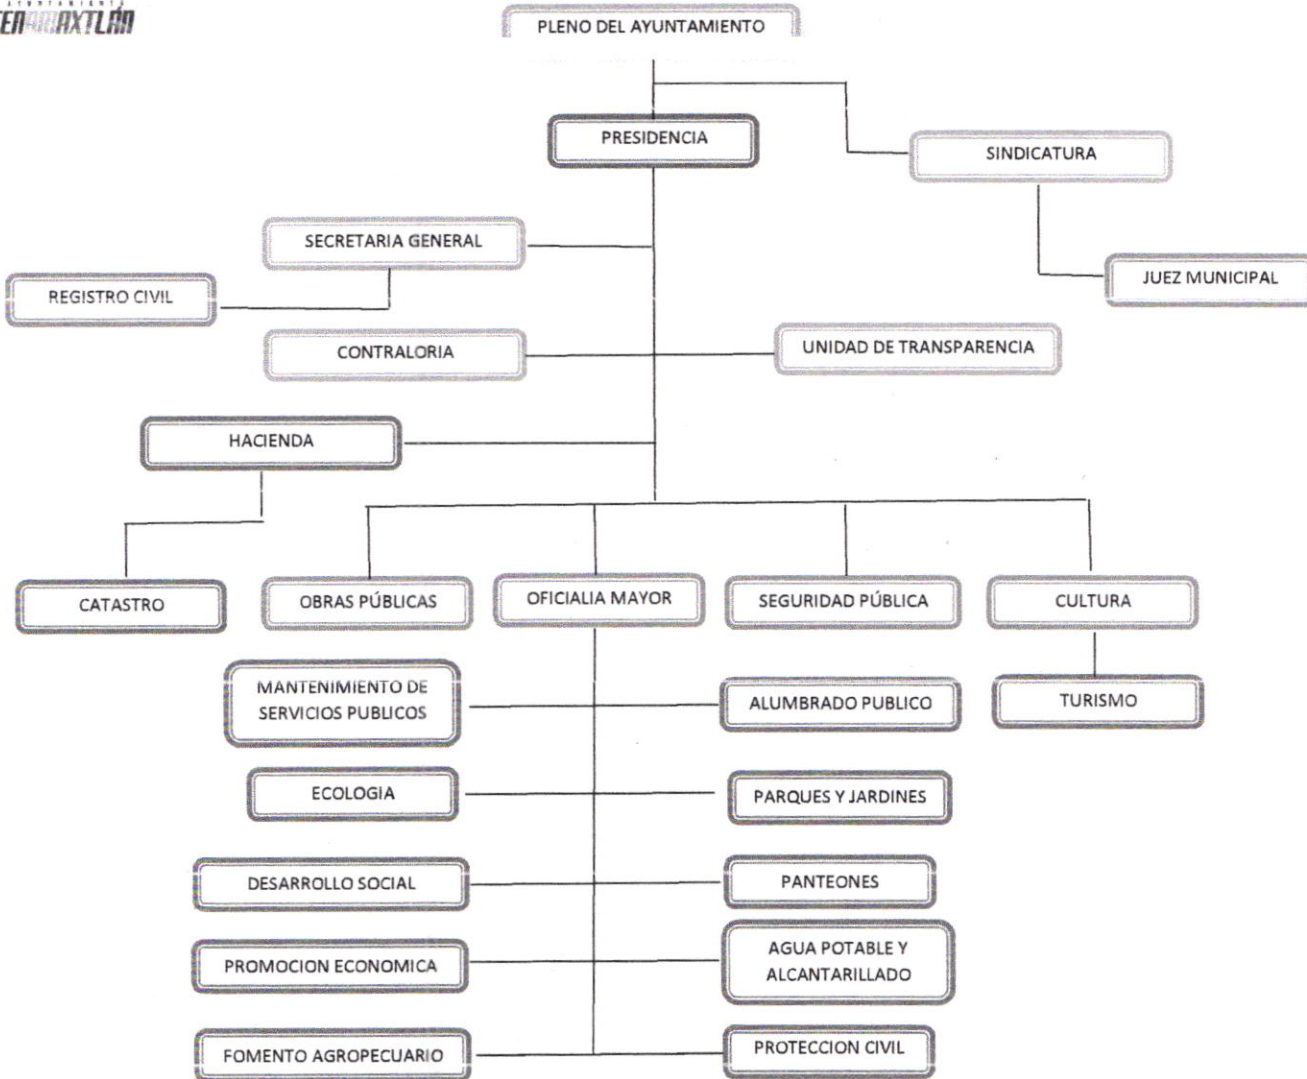 AYUNTAMIENTO
PLENO DEL AYUNTAMIENTO
PRESIDENCIA
SINDICATURA
SECRETARIA GENERAL
JUEZ MUNICIPAL
REGISTRO CIVIL
CONTRALORIA
UNIDAD DE TRANSPARENCIA
HACIENDA
CATASTRO
OBRAS PÚBLICAS
OFICIALIA MAYOR
SEGURIDAD PÚBLICA
CULTURA
MANTENIMIENTO DE
SERVICIOS PUBLICOS
ALUMBRADO PUBLICO
TURISMO
ECOLOGIA
PARQUES Y JARDINES
DESARROLLO SOCIAL
PANTEONES
PROMOCION ECONOMICA
AGUA POTABLE Y
ALCANTARILLADO
FOMENTO AGROPECUARIO
PROTECCION CIVIL